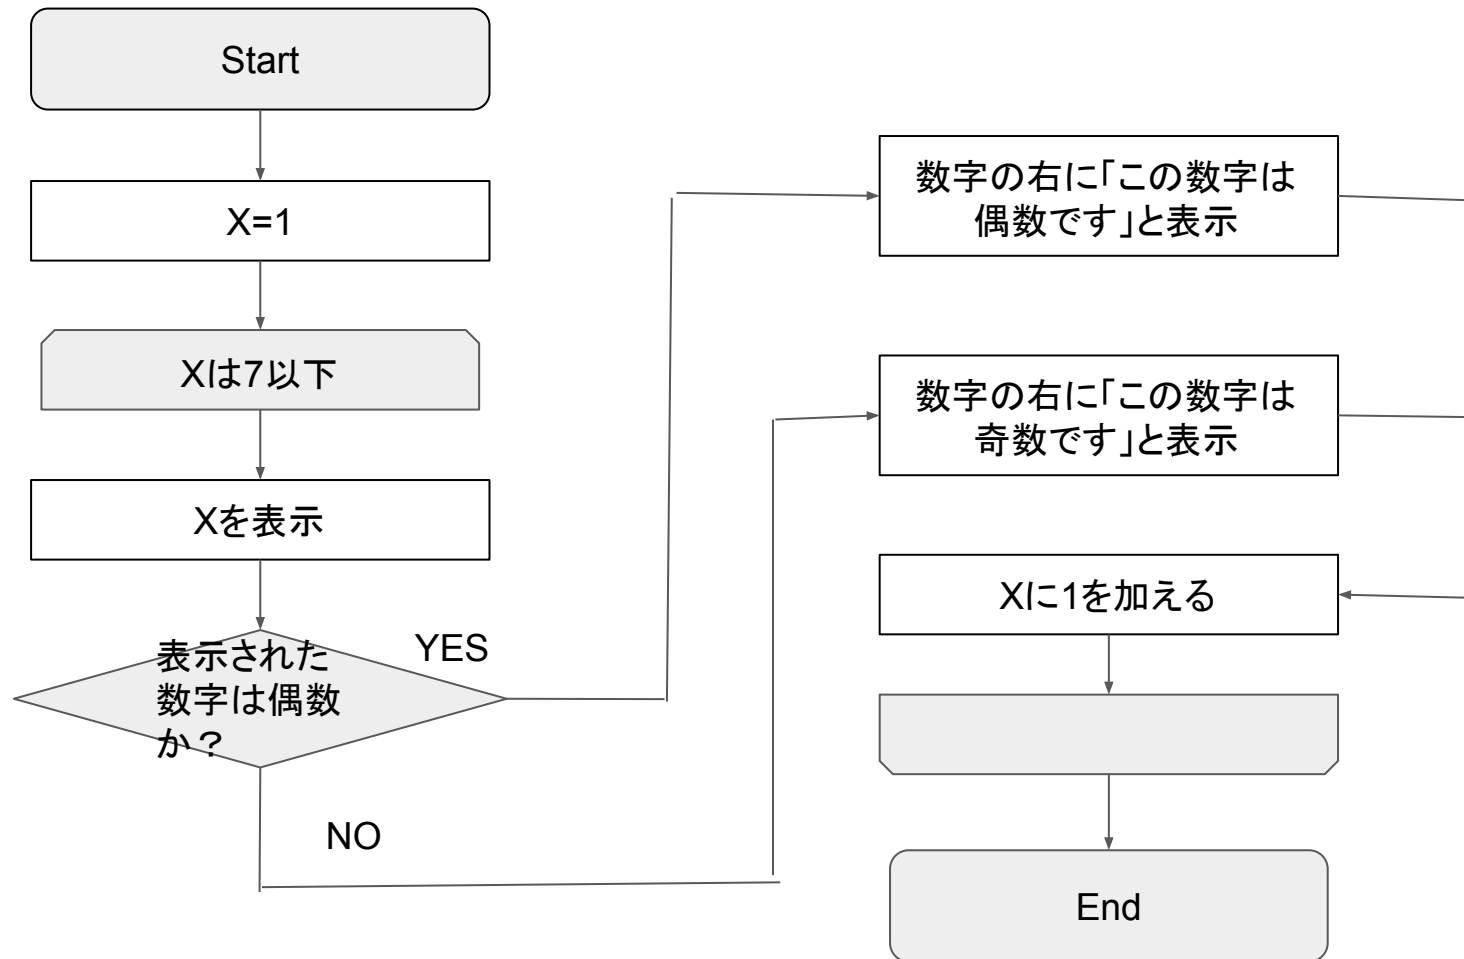 Start
X=1
Xは7以下
Xを表示
表示された
数字は偶数
か？
YES
NO
数字の右に「この数字は
偶数です」と表示
数字の右に「この数字は
奇数です」と表示
Xに1を加える
End